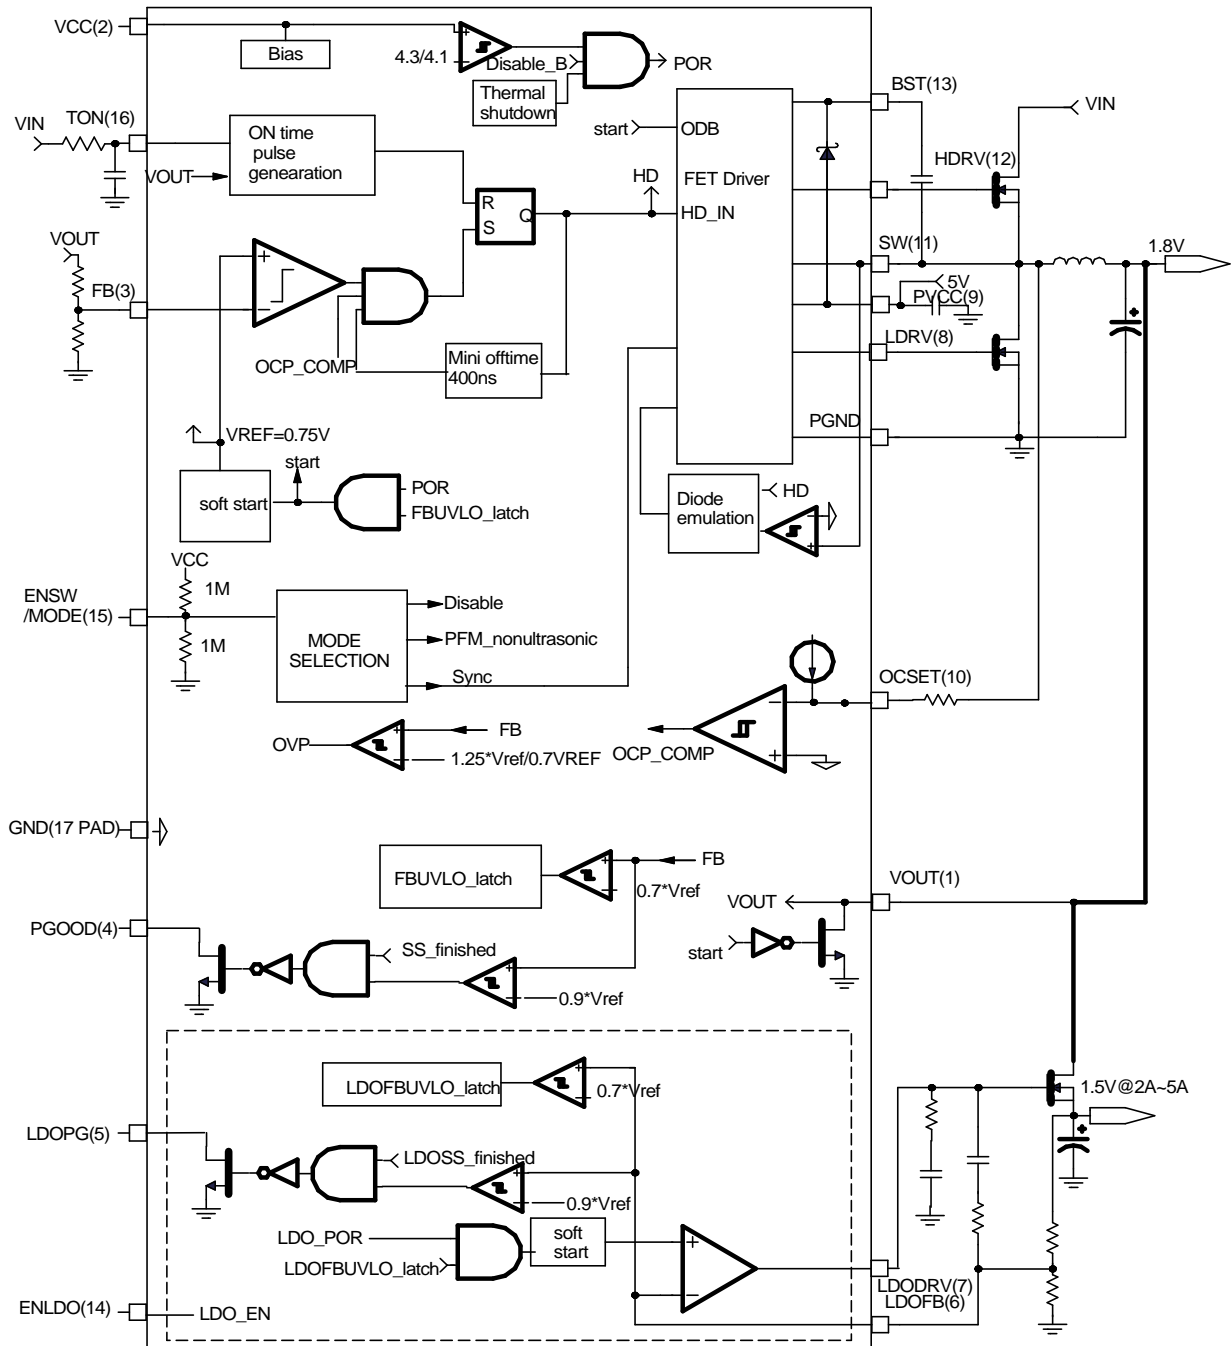 VCC(2)
Bias
4.3/4.1
Disable_B
POR
Thermal
shutdown
BST(13)
VIN
TON(16)
VIN
ON time
pulse
genearation
VOUT
start
ODB
HDRV(12)
FET Driver
HD
R
Q
S
HD_IN
SW(11)
1.8V
VOUT
FB(3)
5V
PVCC(9)
LDRV(8)
OCP_COMP
Mini offtime
400ns
PGND
VREF=0.75V
start
soft start
POR
FBUVLO_latch
HD
Diode
emulation
VCC
1M
ENSW
/MODE(15)
1M
MODE
SELECTION
Disable
PFM_nonultrasonic
Sync
OCSET(10)
OVP
FB
1.25*Vref/0.7VREF
OCP_COMP
GND(17 PAD)
FBUVLO_latch
FB
0.7*Vref
VOUT
VOUT(1)
PGOOD(4)
SS_finished
start
0.9*Vref
LDOFBUVLO_latch
0.7*Vref
1.5V@2A~5A
LDOPG(5)
LDOSS_finished
0.9*Vref
LDO_POR
soft
start
LDOFBUVLO_latch
LDODRV(7)
LDOFB(6)
ENLDO(14)
LDO_EN